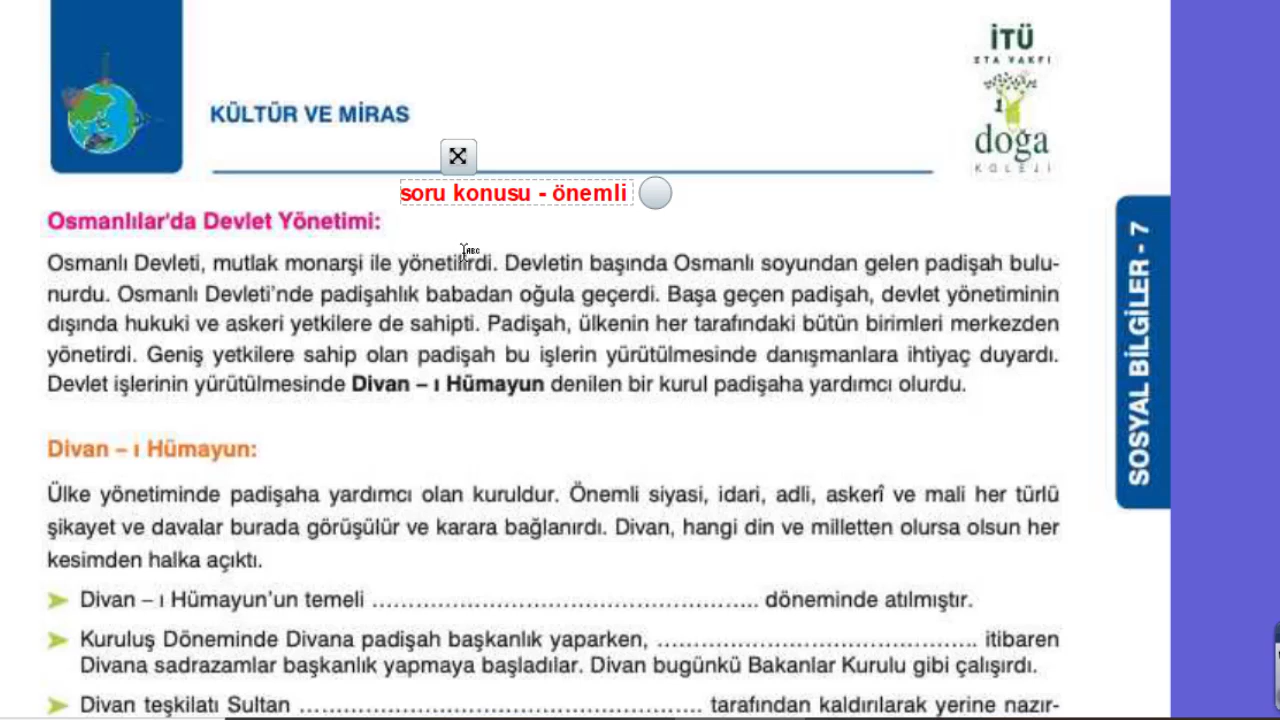 İTÜ
ETA VAKFI
doğa
KOLEJİ
KÜLTÜR VE MİRAS
soru konusu - önemli
Osmanlılar'da Devlet Yönetimi:
Osmanlı Devleti, mutlak monarşi ile yönetilirdi. Devletin başında Osmanlı soyundan gelen padişah bulu-
nurdu. Osmanlı Devleti'nde padişahlık babadan oğula geçerdi. Başa geçen padişah, devlet yönetiminin
dışında hukuki ve askeri yetkilere de sahipti. Padişah, ülkenin her tarafındaki bütün birimleri merkezden
yönetirdi. Geniş yetkilere sahip olan padişah bu işlerin yürütülmesinde danışmanlara ihtiyaç duyardı.
Devlet işlerinin yürütülmesinde Divan – ı Hümayun denilen bir kurul padişaha yardımcı olurdu.
Divan – ı Hümayun:
Ülke yönetiminde padişaha yardımcı olan kuruldur. Önemli siyasi, idari, adli, askerî ve mali her türlü
şikayet ve davalar burada görüşülür ve karara bağlanırdı. Divan, hangi din ve milletten olursa olsun her
kesimden halka açıktı.
Divan – ı Hümayun'un temeli ...................................................... döneminde atılmıştır.
Kuruluş Döneminde Divana padişah başkanlık yaparken, ............................................ itibaren
Divana sadrazamlar başkanlık yapmaya başladılar. Divan bugünkü Bakanlar Kurulu gibi çalışırdı.
Divan teşkilatı Sultan ........................................................ tarafından kaldırılarak yerine nazır-
SOSYAL BİLGİLER - 7